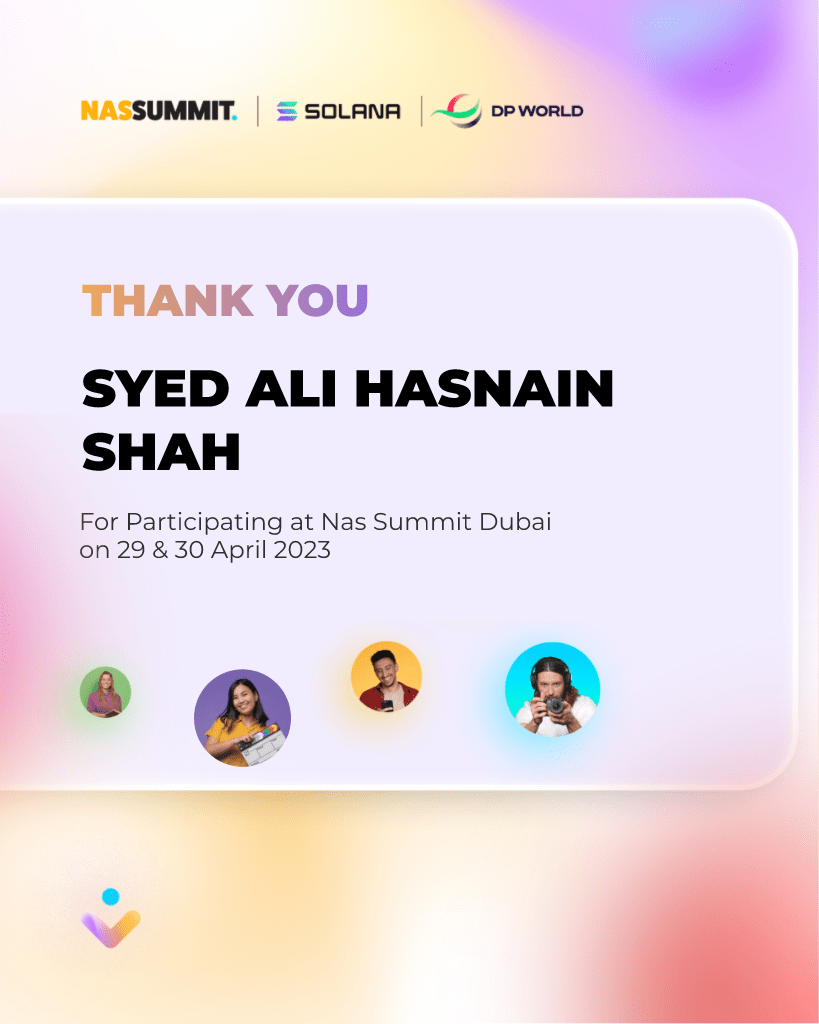 NASSUMMIT. | SOLANA | DP WORLD
THANK YOU
SYED ALI HASNAIN
SHAH
For Participating at Nas Summit Dubai
on 29 & 30 April 2023